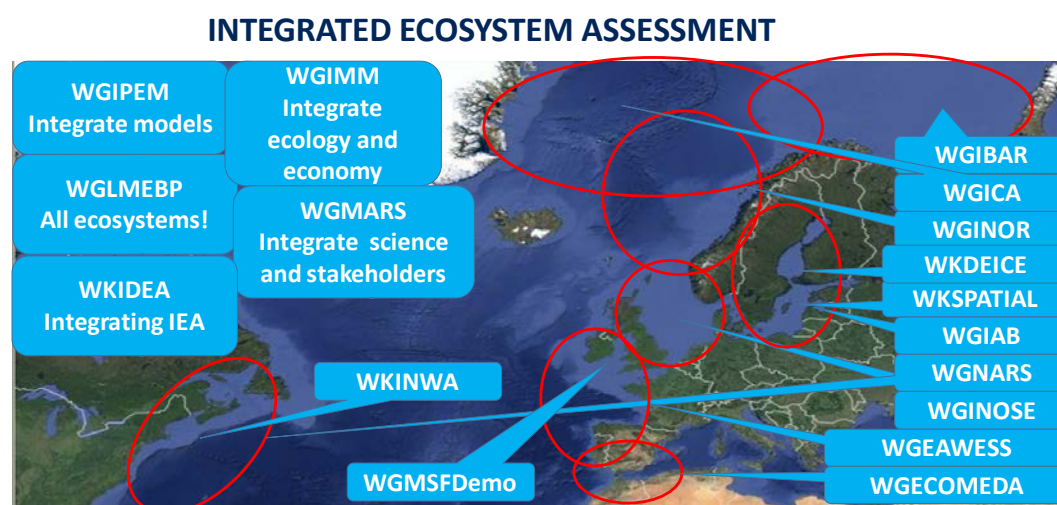 INTEGRATED ECOSYSTEM ASSESSMENT
WGIPEM
Integrate models
WGIMM
Integrate
ecology and
economy
WGLMEBP
All ecosystems!
WGMARS
Integrate science
and stakeholders
WKIDEA
Integrating IEA
WKINWA
WGMSFDemo
WGIBAR
WGICA
WGINOR
WKDEICE
WKSPATIAL
WGIAB
WGNARS
WGINOSE
WGEAWESS
WGECOMEDA